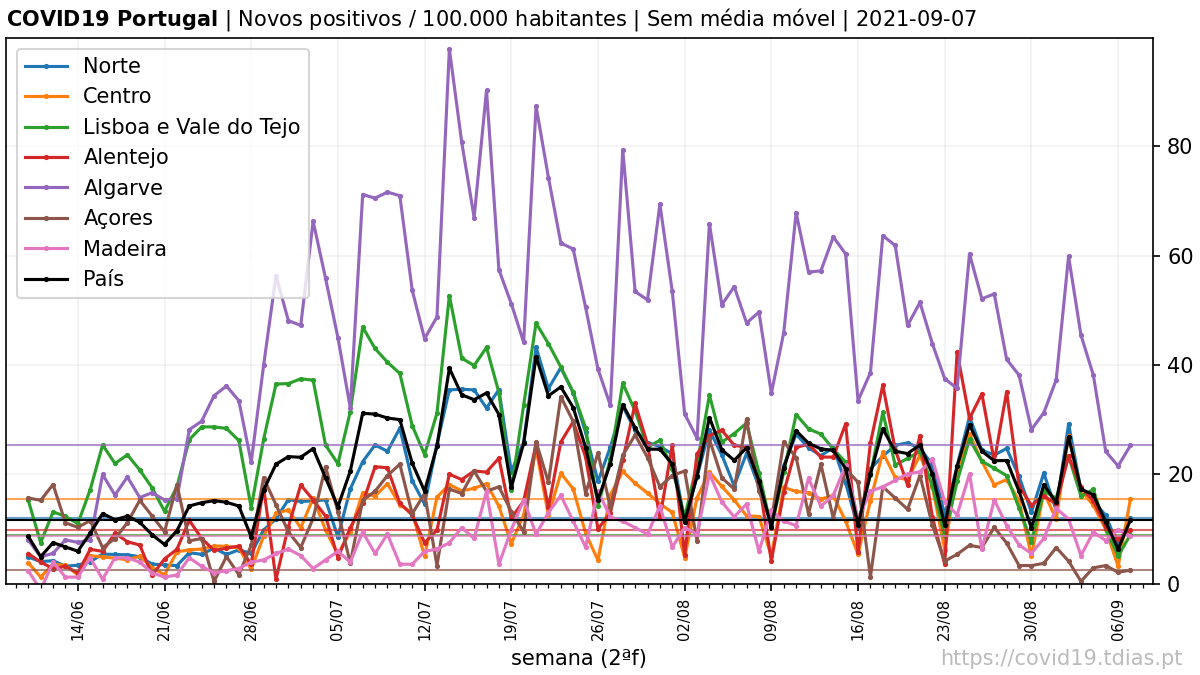 COVID19 Portugal | Novos positivos / 100.000 habitantes | Sem média móvel | 2021-09-07
Norte
Centro
Lisboa e Vale do Tejo
Alentejo
Algarve
Açores
Madeira
País
80
60
40
20
0
14/06 21/06 28/06 05/07 12/07 19/07 26/07 02/08 09/08 16/08 23/08 30/08 06/09
semana (2ªf)
https://covid19.tdias.pt